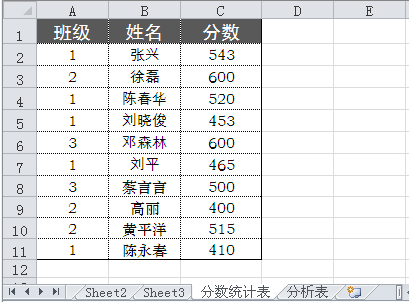 A B C D E
1 班级 姓名 分数
2 1 张兴 543
3 2 徐磊 600
4 1 陈春华 520
5 1 刘晓俊 453
6 3 邓森林 600
7 1 刘平 465
8 3 蔡言言 500
9 2 高丽 400
10 2 黄平洋 515
11 1 陈永春 410
12
Sheet2 Sheet3 分数统计表 分析表